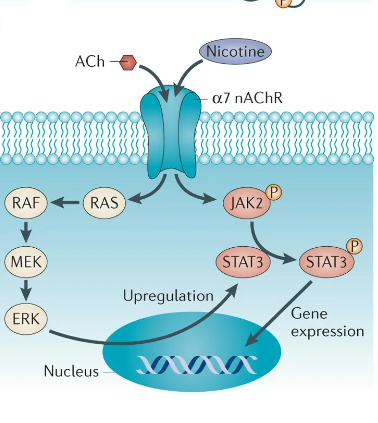 P
ACh
Nicotine
α7 nAChR
RAF
RAS
JAK2
P
MEK
STAT3
STAT3
P
Upregulation
ERK
Gene
expression
Nucleus